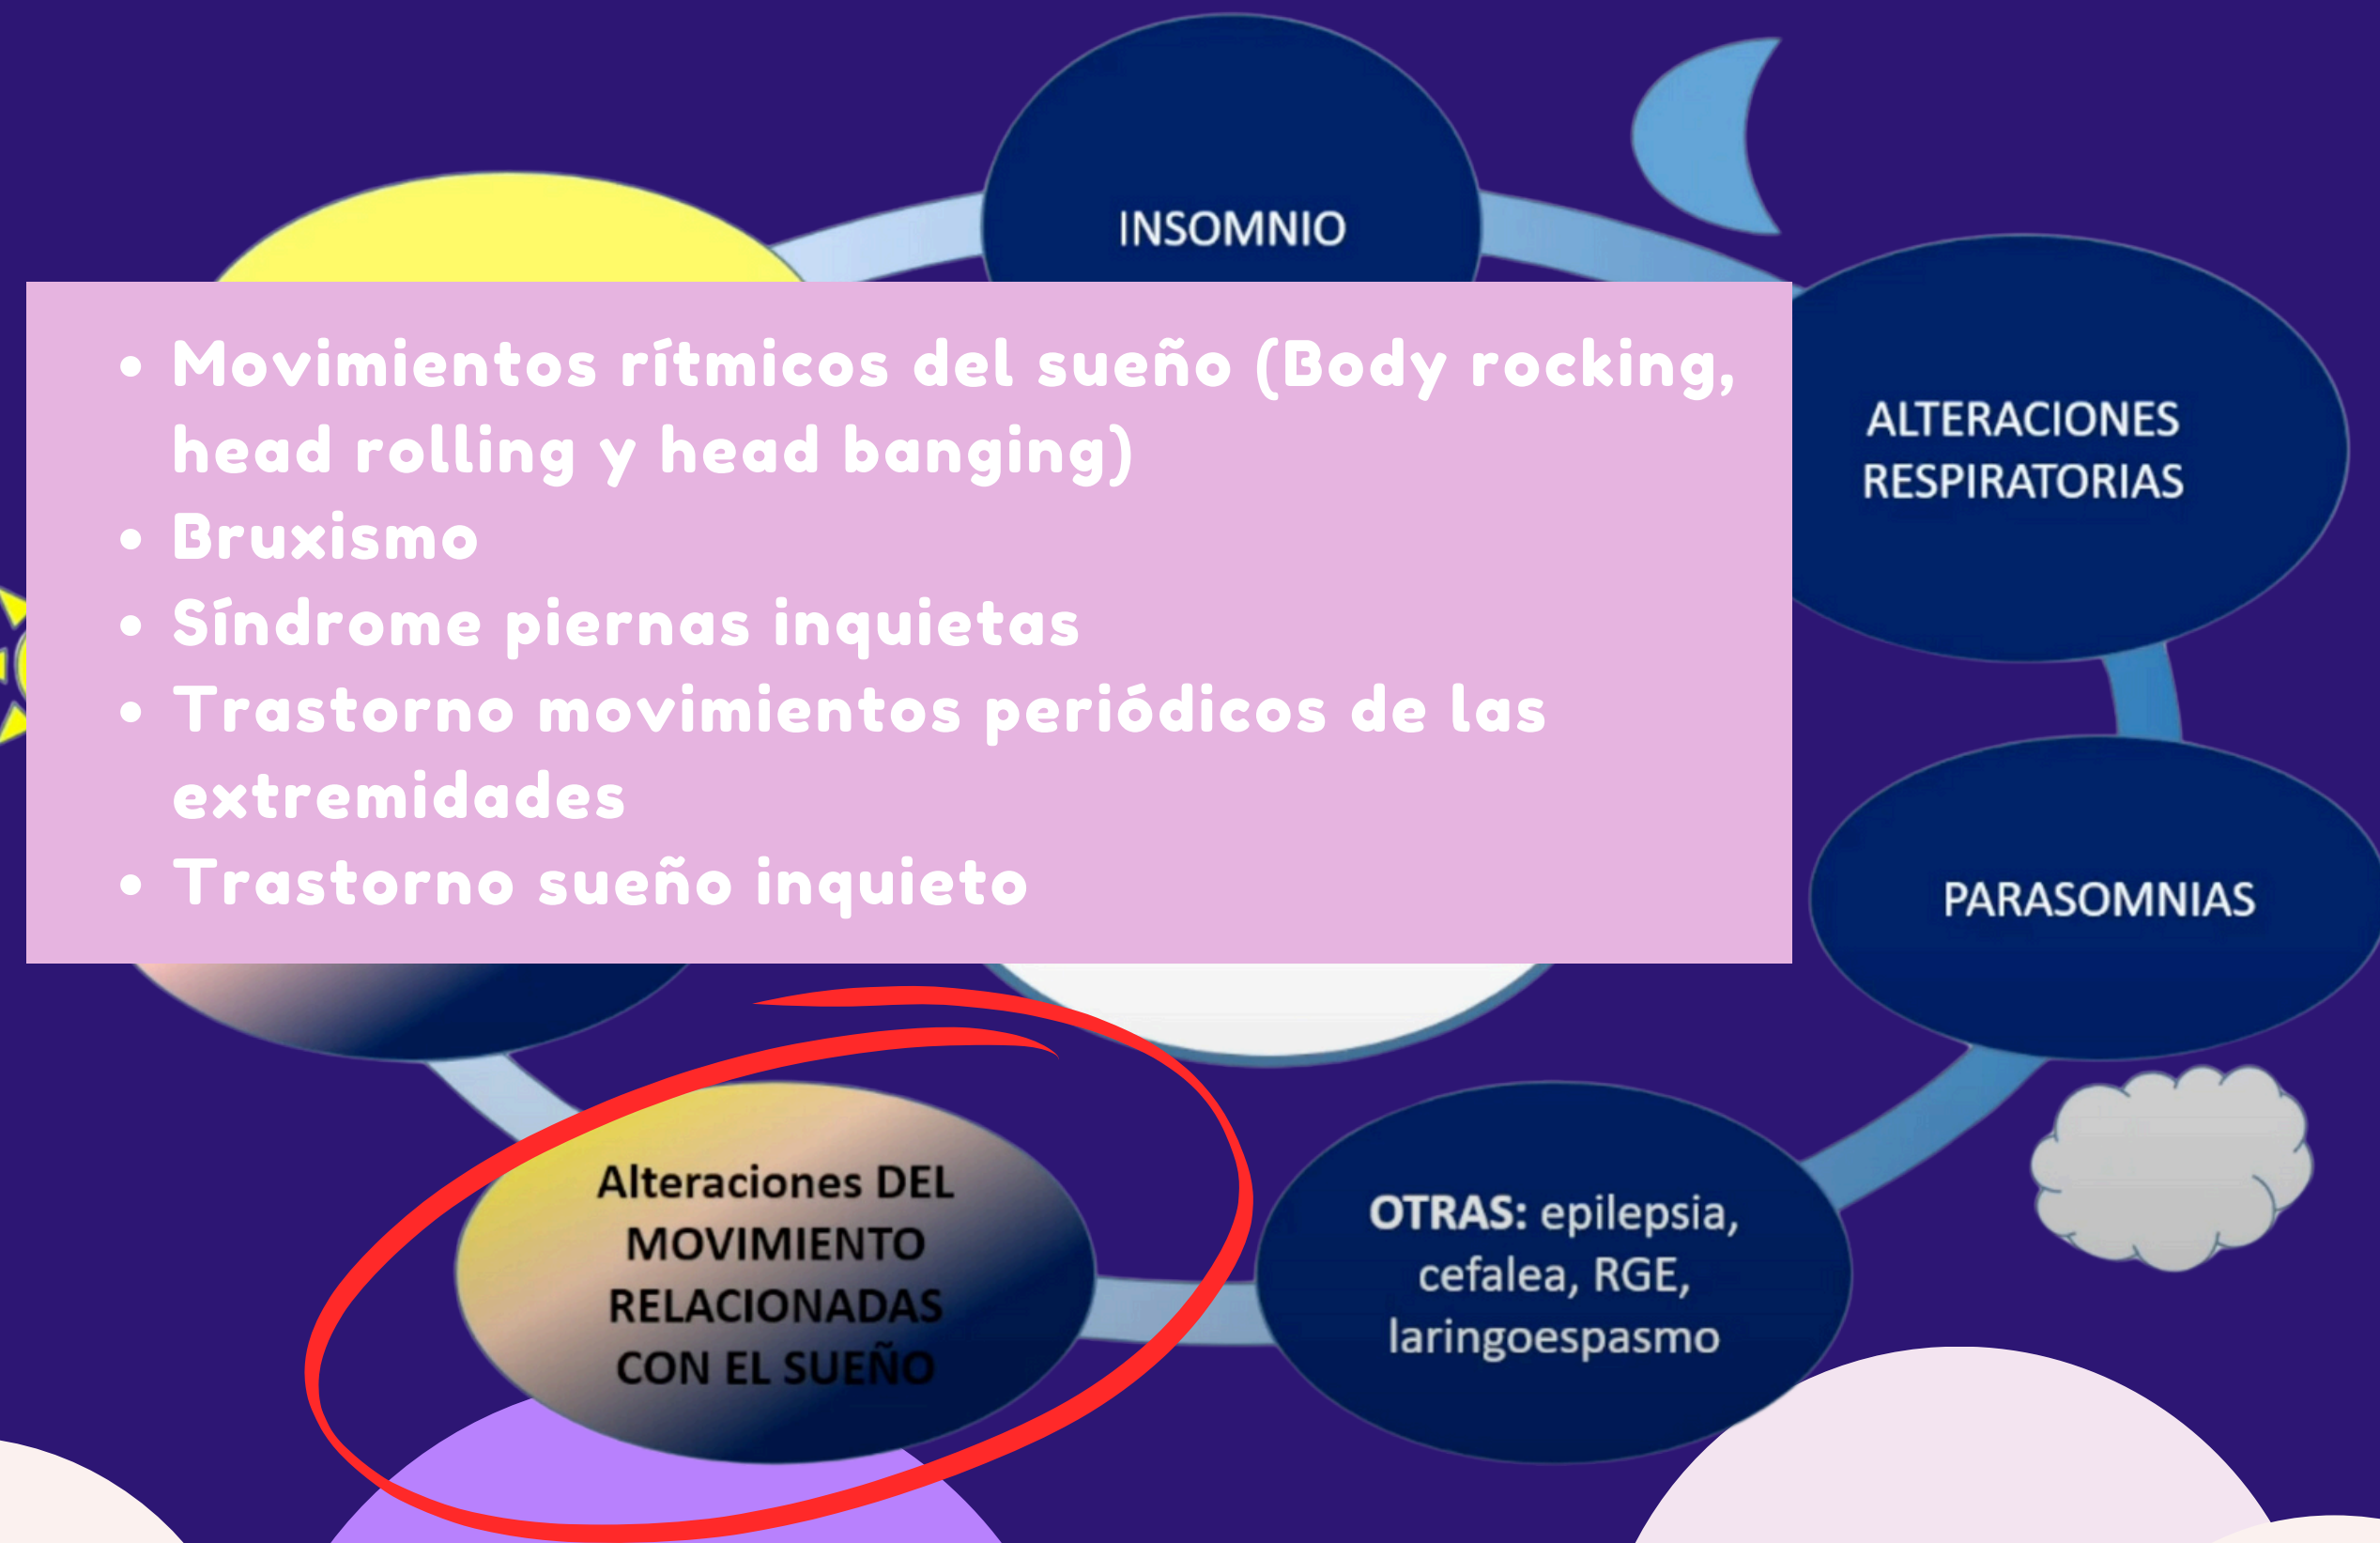 INSOMNIO
• Movimientos rítmicos del sueño (Body rocking,
head rolling y head banging)
• Bruxismo
• Síndrome piernas inquietas
• Trastorno movimientos periódicos de las
extremidades
• Trastorno sueño inquieto
ALTERACIONES
RESPIRATORIAS
PARASOMNIAS
Alteraciones DEL
MOVIMIENTO
RELACIONADAS
CON EL SUEÑO
OTRAS: epilepsia,
cefalea, RGE,
laringoespasmo